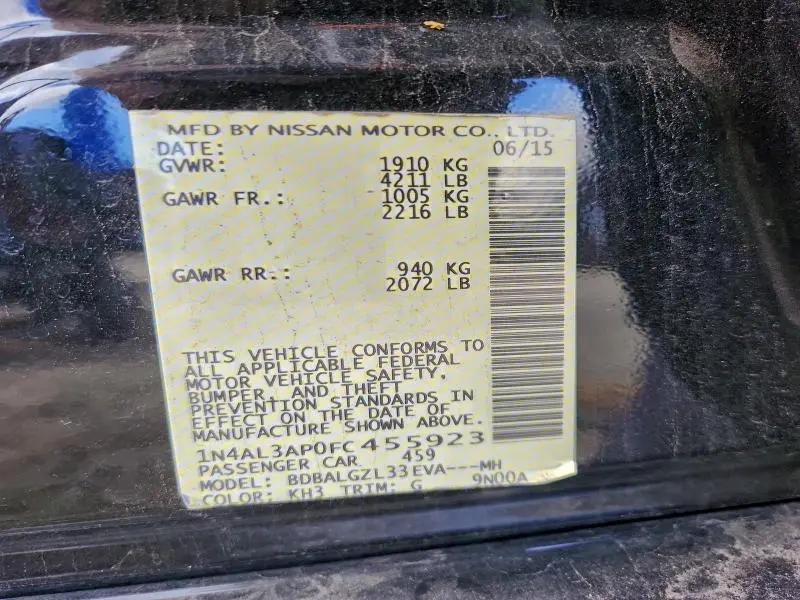 MFD BY NISSAN MOTOR CO., LTD.
DATE: 06/15
GVWR: 1910 KG
4211 LB
GAWR FR.: 1005 KG
2216 LB
GAWR RR.: 940 KG
2072 LB
THIS VEHICLE CONFORMS TO
ALL APPLICABLE FEDERAL
MOTOR VEHICLE SAFETY,
BUMPER, AND THEFT
PREVENTION STANDARDS IN
EFFECT ON THE DATE OF
MANUFACTURE SHOWN ABOVE.
1N4AL3AP0FC455923
PASSENGER CAR 459
MODEL: BDBALGZL33EVA---MH
COLOR: KH3 TRIM: G 9N00A